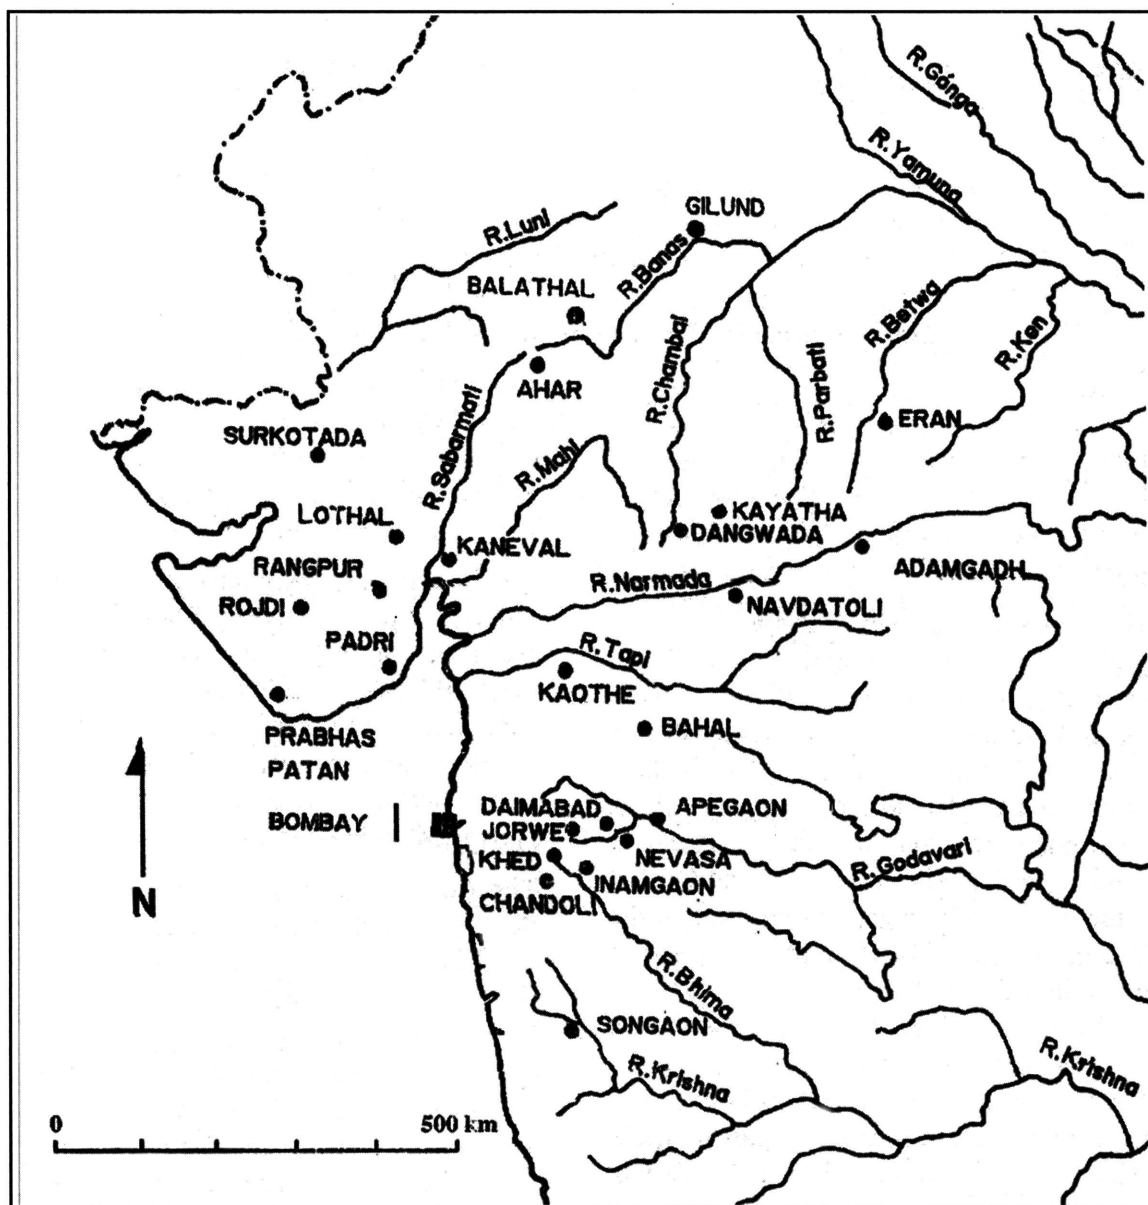 R.Ganga
R.Yamuna
GILUND
R.Luni
R.Banas
BALATHAL
R.Betwa
R.Ken
R.Chambal
R.Parbati
AHAR
ERAN
SURKOTADA
R.Sabarmati
R.Mahi
LOTHAL
KAYATHA
DANGWADA
KANEVAL
RANGPUR
R.Narmada
ADAMGADH
ROJDI
NAVDATOLI
PADRI
R.Tapi
KAOTHE
BAHAL
PRABHAS
PATAN
BOMBAY
DAIMABAD
APEGAON
JORWE
NEVASA
KHED
R.Godavari
INAMGAON
CHANDOLI
N
R.Bhima
SONGAON
R.Krishna
R.Krishna
0
500 km